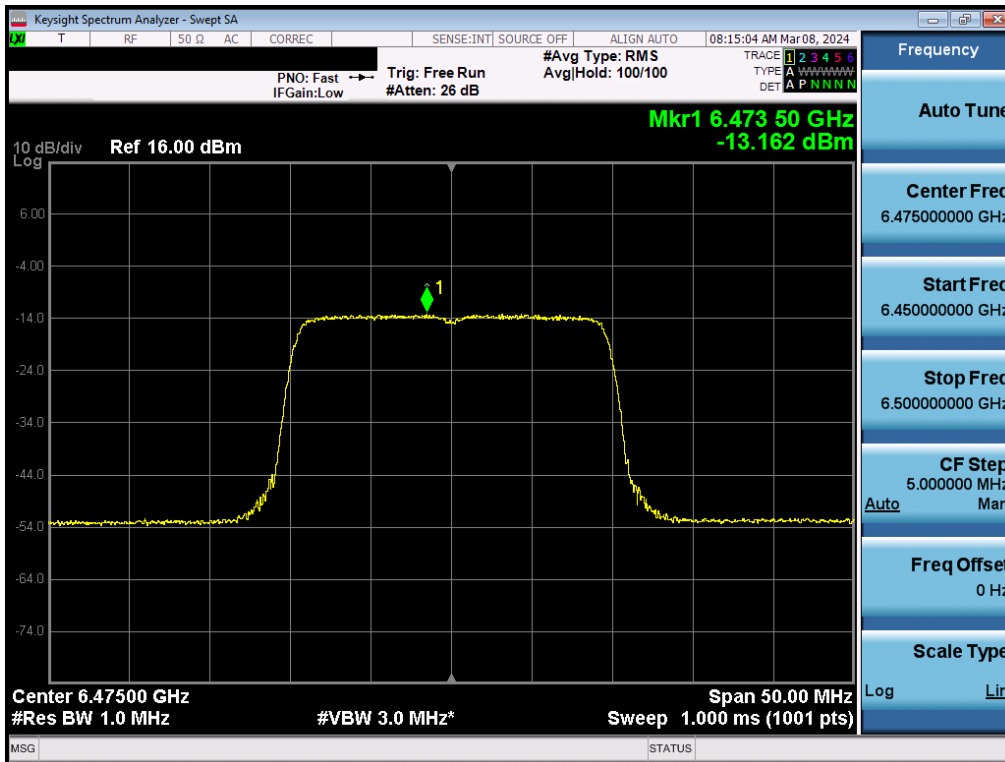 Keysight Spectrum Analyzer - Swept SA
LXI T RF 50 Ω AC CORREC SENSE:INT SOURCE OFF ALIGN AUTO 08:15:04 AM Mar 08, 2024
PNO: Fast Trig: Free Run #Avg Type: RMS TRACE 1 2 3 4 5 6
IFGain:Low #Atten: 26 dB Avg|Hold: 100/100 TYPE A WWWWW
DET A P N N N N
Mkr1 6.473 50 GHz
-13.162 dBm
10 dB/div Ref 16.00 dBm
Log
6.00
-4.00
1
-14.0
-24.0
-34.0
-44.0
-54.0
-64.0
-74.0
Center 6.47500 GHz Span 50.00 MHz
#Res BW 1.0 MHz #VBW 3.0 MHz* Sweep 1.000 ms (1001 pts)
MSG STATUS
Frequency
Auto Tune
Center Freq
6.475000000 GHz
Start Freq
6.450000000 GHz
Stop Freq
6.500000000 GHz
CF Step
5.000000 MHz
Auto Man
Freq Offset
0 Hz
Scale Type
Log Lin